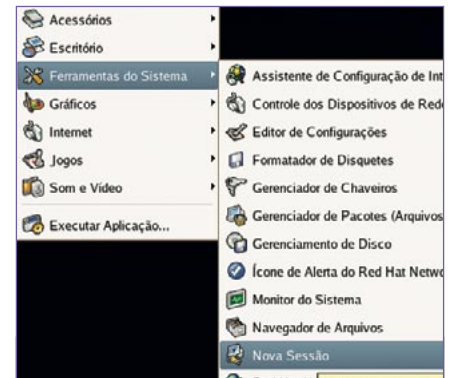 Acessórios
Escritório
Ferramentas do Sistema
Gráficos
Internet
Jogos
Som e Vídeo
Executar Aplicação...
Assistente de Configuração de Int
Controle dos Dispositivos de Rede
Editor de Configurações
Formatador de Disquetes
Gerenciador de Chaveiros
Gerenciador de Pacotes (Arquivos
Gerenciamento de Disco
Ícone de Alerta do Red Hat Netwo
Monitor do Sistema
Navegador de Arquivos
Nova Sessão